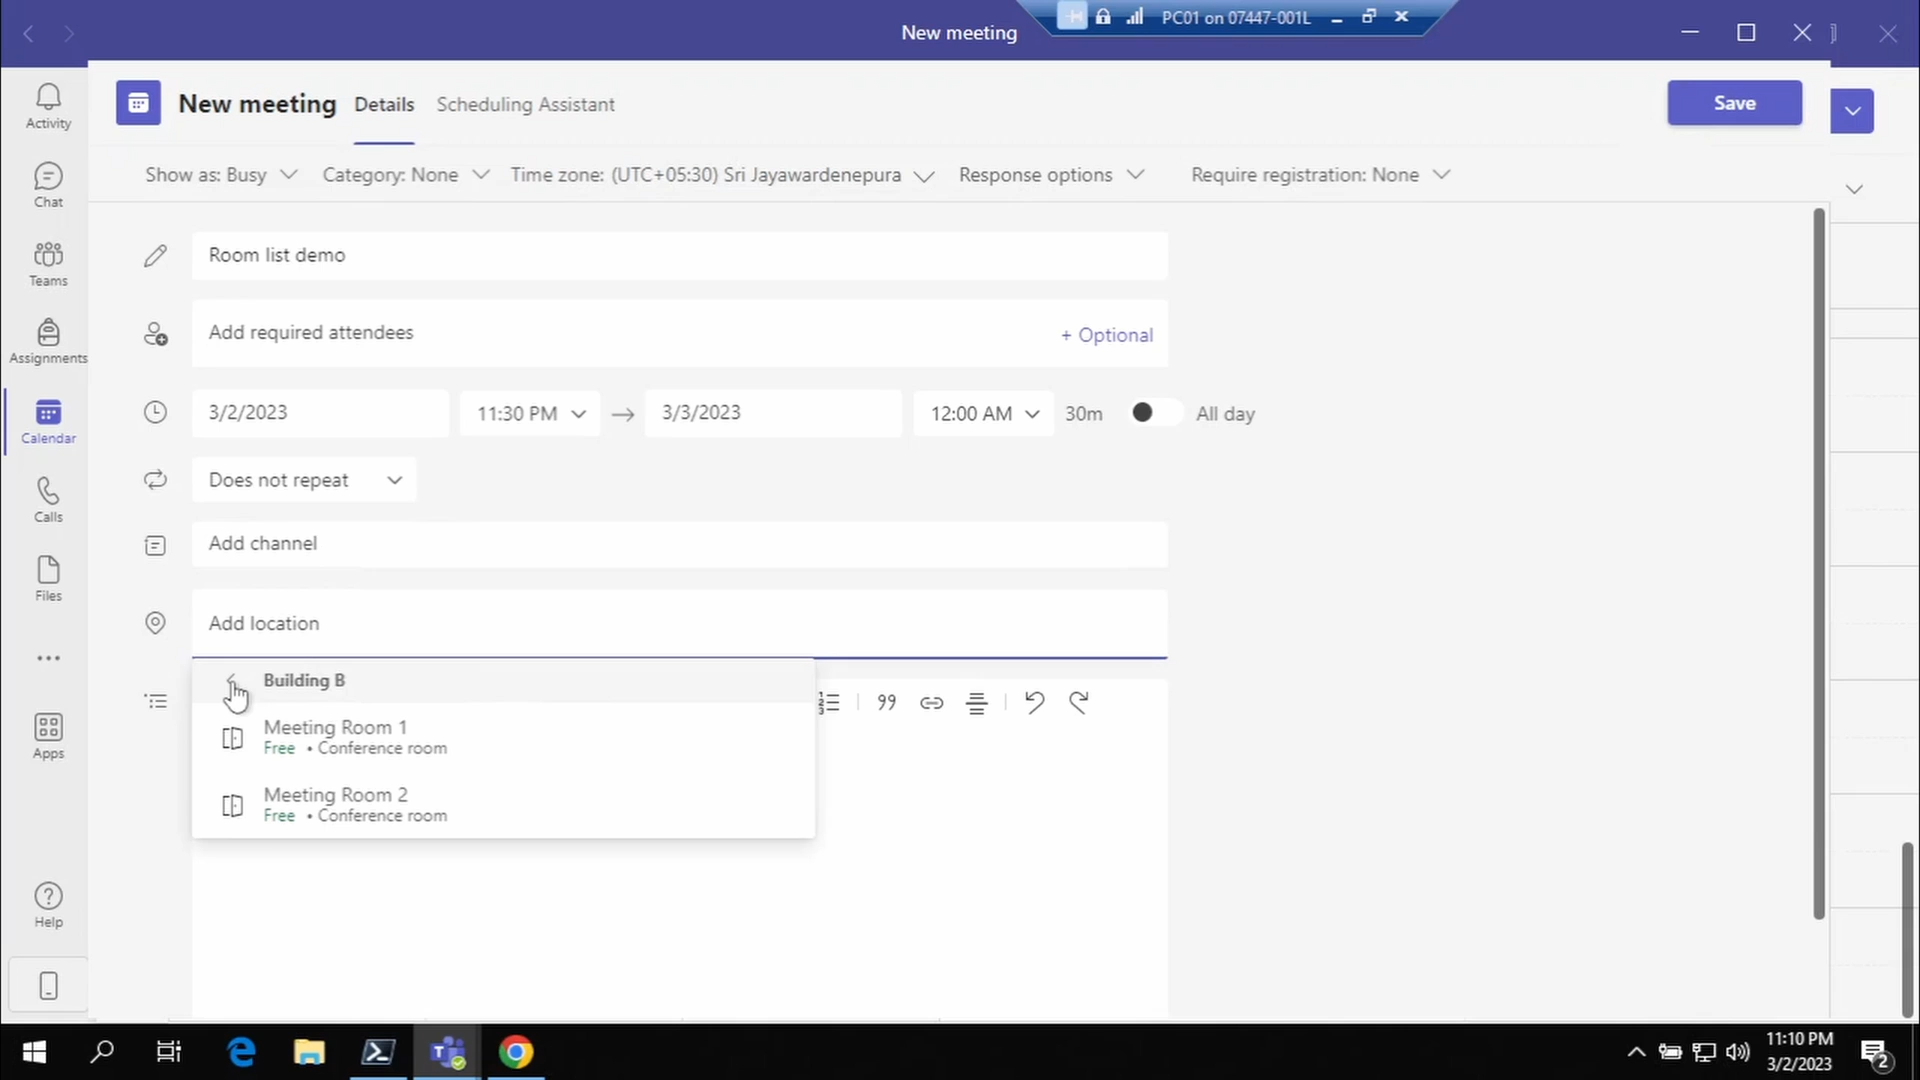 New meeting
PC01 on 07447-001L
Activity
Chat
Teams
Assignments
Calendar
Calls
Files
Apps
Help
New meeting Details Scheduling Assistant
Save
Show as: Busy Category: None Time zone: (UTC+05:30) Sri Jayawardenepura Response options Require registration: None
Room list demo
Add required attendees + Optional
3/2/2023 11:30 PM 3/3/2023 12:00 AM 30m All day
Does not repeat
Add channel
Add location
Building B
Meeting Room 1
Free • Conference room
Meeting Room 2
Free • Conference room
11:10 PM
3/2/2023
2